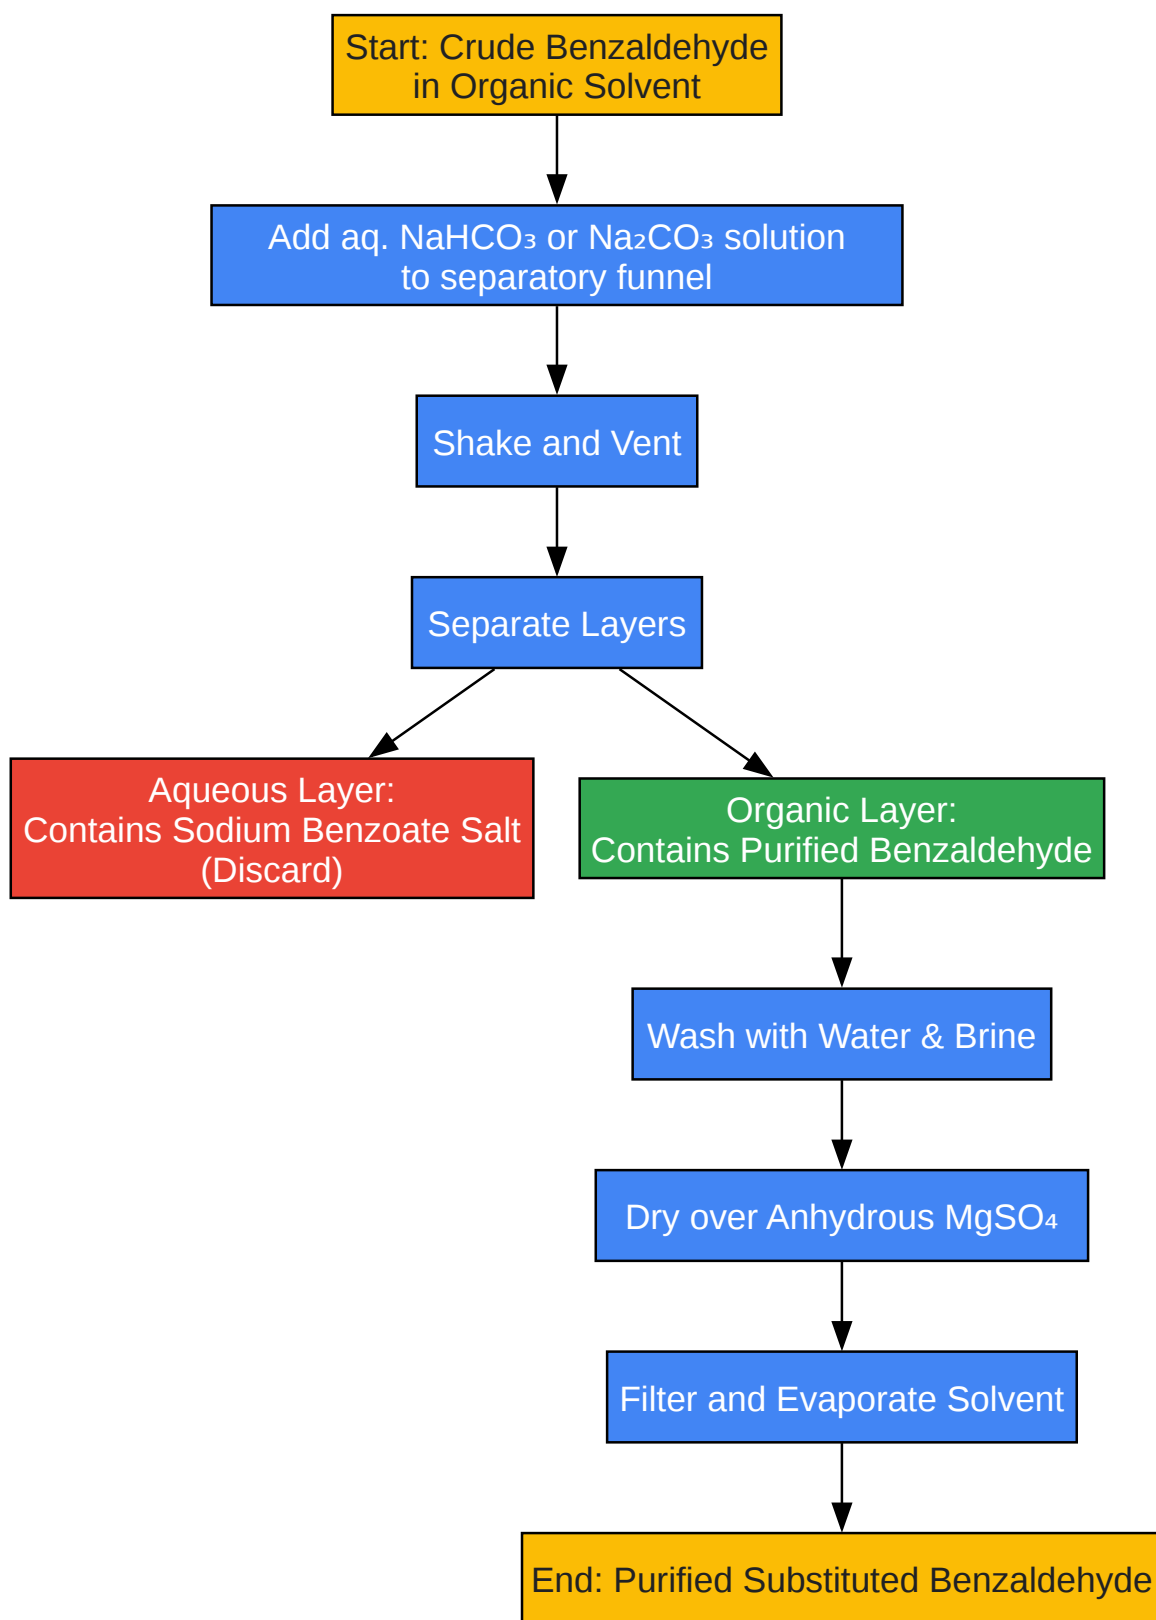 Start: Crude Benzaldehyde
in Organic Solvent
Add aq. NaHCO₃ or Na₂CO₃ solution
to separatory funnel
Shake and Vent
Separate Layers
Aqueous Layer:
Contains Sodium Benzoate Salt
(Discard)
Organic Layer:
Contains Purified Benzaldehyde
Wash with Water & Brine
Dry over Anhydrous MgSO₄
Filter and Evaporate Solvent
End: Purified Substituted Benzaldehyde